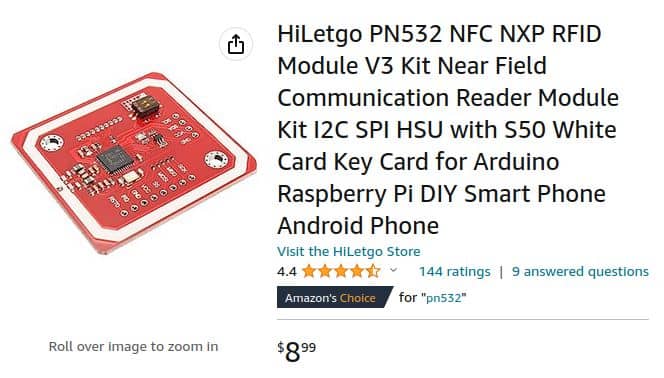 HiLetgo PN532 NFC NXP RFID
Module V3 Kit Near Field
Communication Reader Module
Kit I2C SPI HSU with S50 White
Card Key Card for Arduino
Raspberry Pi DIY Smart Phone
Android Phone
Visit the HiLetgo Store
4.4 144 ratings | 9 answered questions
Amazon's Choice for "pn532"
Roll over image to zoom in
$8 99